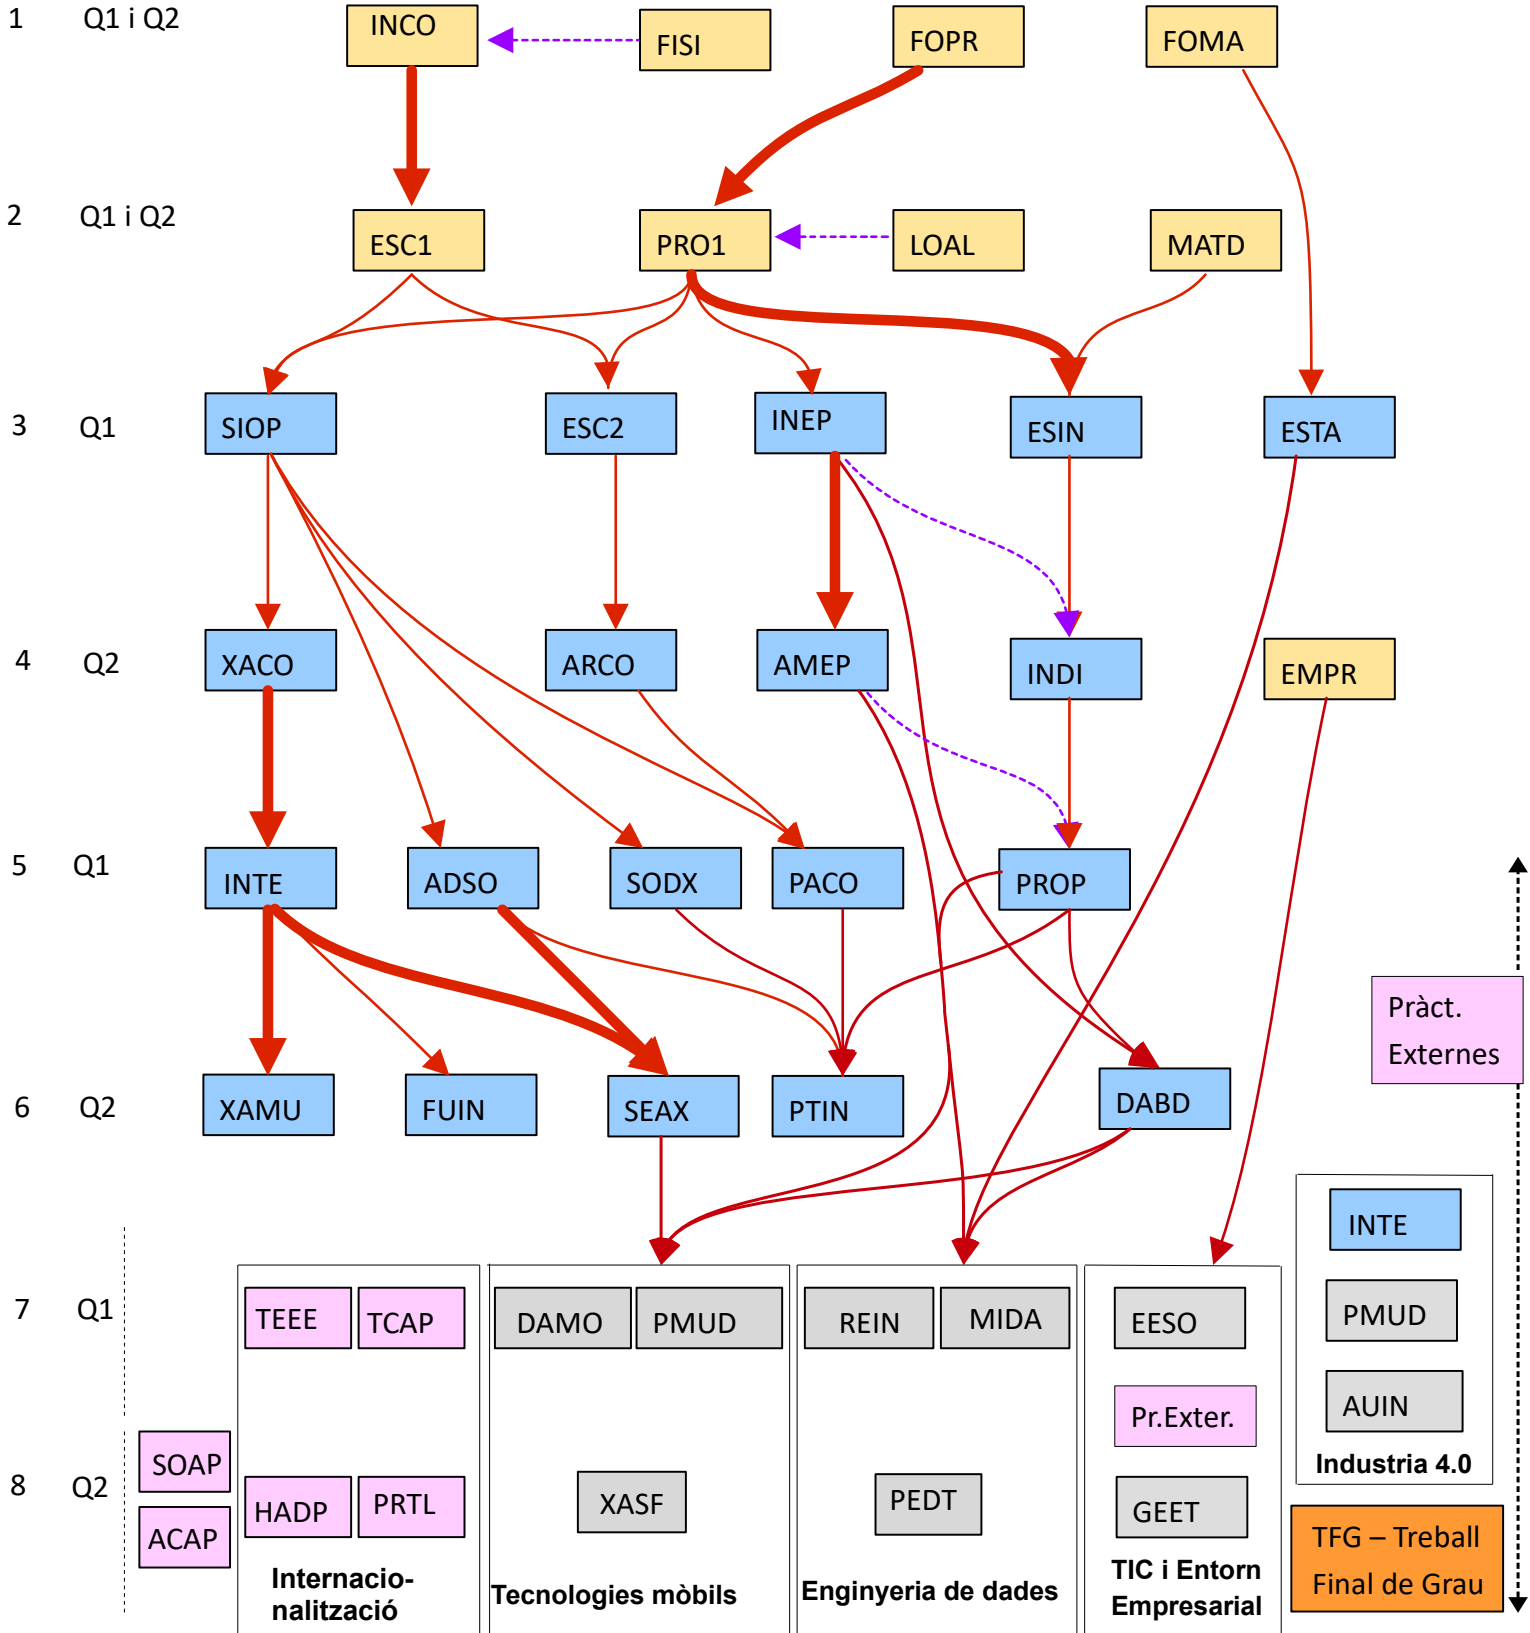 1 Q1 i Q2 INCO FISI FOPR FOMA
2 Q1 i Q2 ESC1 PRO1 LOAL MATD
3 Q1 SIOP ESC2 INEP ESIN ESTA
4 Q2 XACO ARCO AMEP INDI EMPR
5 Q1 INTE ADSO SODX PACO PROP
Pràct.
Externes
6 Q2 XAMU FUIN SEAX PTIN DABD
7 Q1 TEEE TCAP DAMO PMUD REIN MIDA EESO
Pr.Exter.
8 Q2 SOAP
ACAP
HADP PRTL XASF PEDT GEET
Internacio-
nalització
Tecnologies mòbils
Enginyeria de dades
TIC i Entorn
Empresarial
INTE
PMUD
AUIN
Industria 4.0
TFG – Treball
Final de Grau